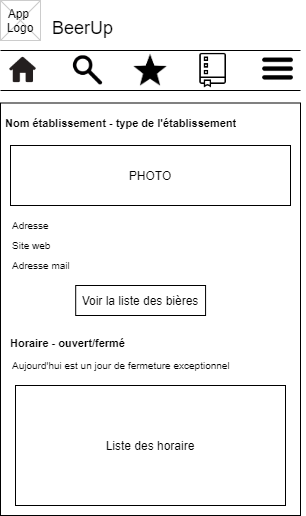 App
Logo
BeerUp
Nom établissement - type de l'établissement
PHOTO
Adresse
Site web
Adresse mail
Voir la liste des bières
Horaire - ouvert/fermé
Aujourd'hui est un jour de fermeture exceptionnel
Liste des horaire